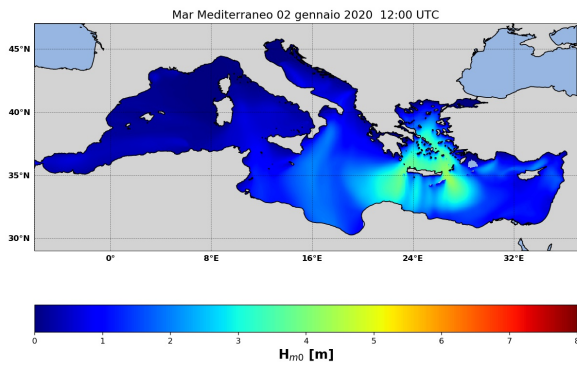 Mar Mediterraneo 02 gennaio 2020  12:00 UTC
45°N
40°N
35°N
30°N
0° 8°E 16°E 24°E 32°E
0 1 2 3 4 5 6 7 8
Hm0 [m]